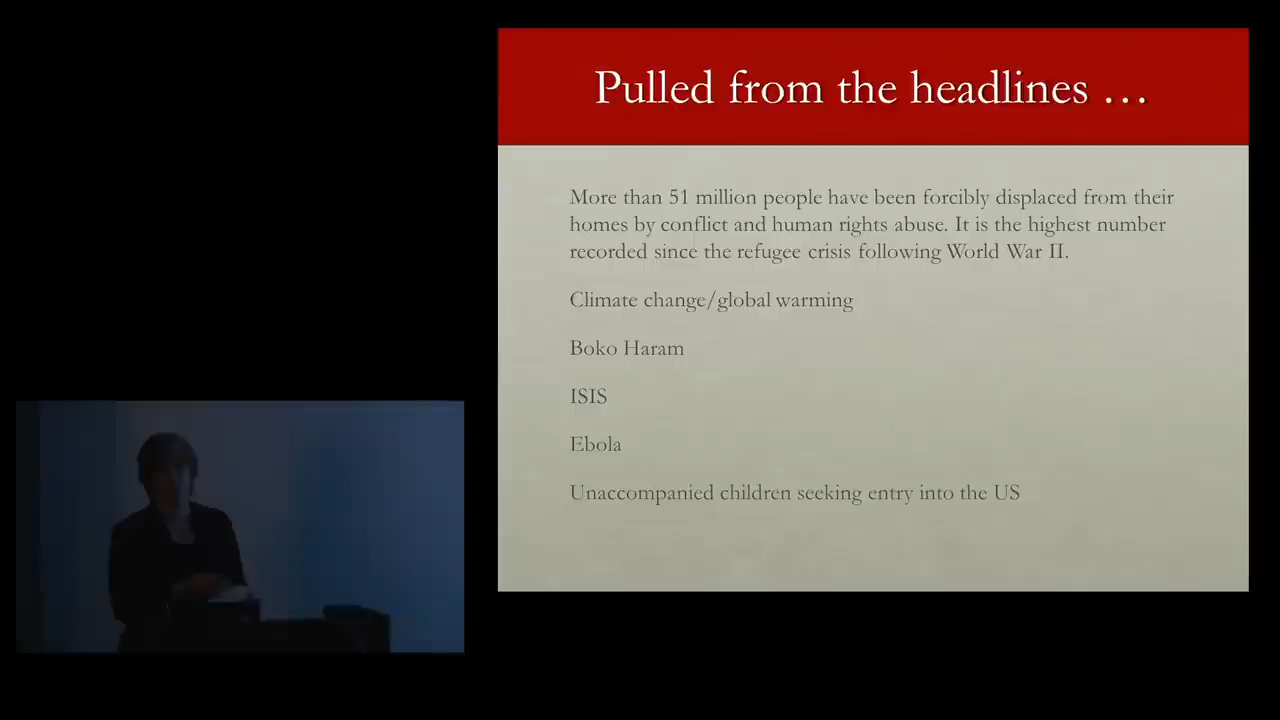 Pulled from the headlines …
More than 51 million people have been forcibly displaced from their
homes by conflict and human rights abuse. It is the highest number
recorded since the refugee crisis following World War II.
Climate change/global warming
Boko Haram
ISIS
Ebola
Unaccompanied children seeking entry into the US